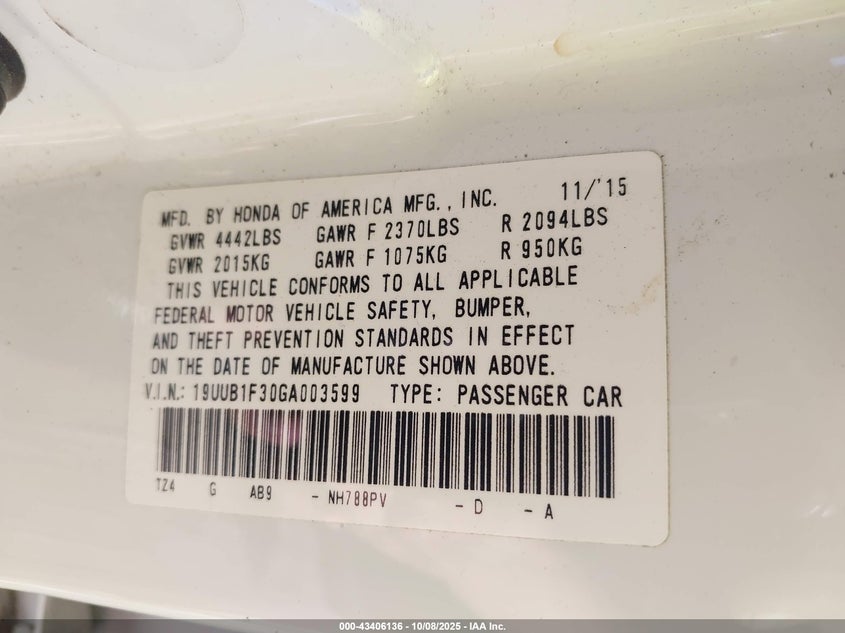 MFD. BY HONDA OF AMERICA MFG., INC. 11/'15
GVWR 4442LBS GAWR F 2370LBS R 2094LBS
GVWR 2015KG GAWR F 1075KG R 950KG
THIS VEHICLE CONFORMS TO ALL APPLICABLE
FEDERAL MOTOR VEHICLE SAFETY, BUMPER,
AND THEFT PREVENTION STANDARDS IN EFFECT
ON THE DATE OF MANUFACTURE SHOWN ABOVE.
V.I.N.: 19UUB1F30GA003599 TYPE: PASSENGER CAR
TZ4 G AB9 - NH788PV - D - A
000-43406136 - 10/08/2025 - IAA Inc.